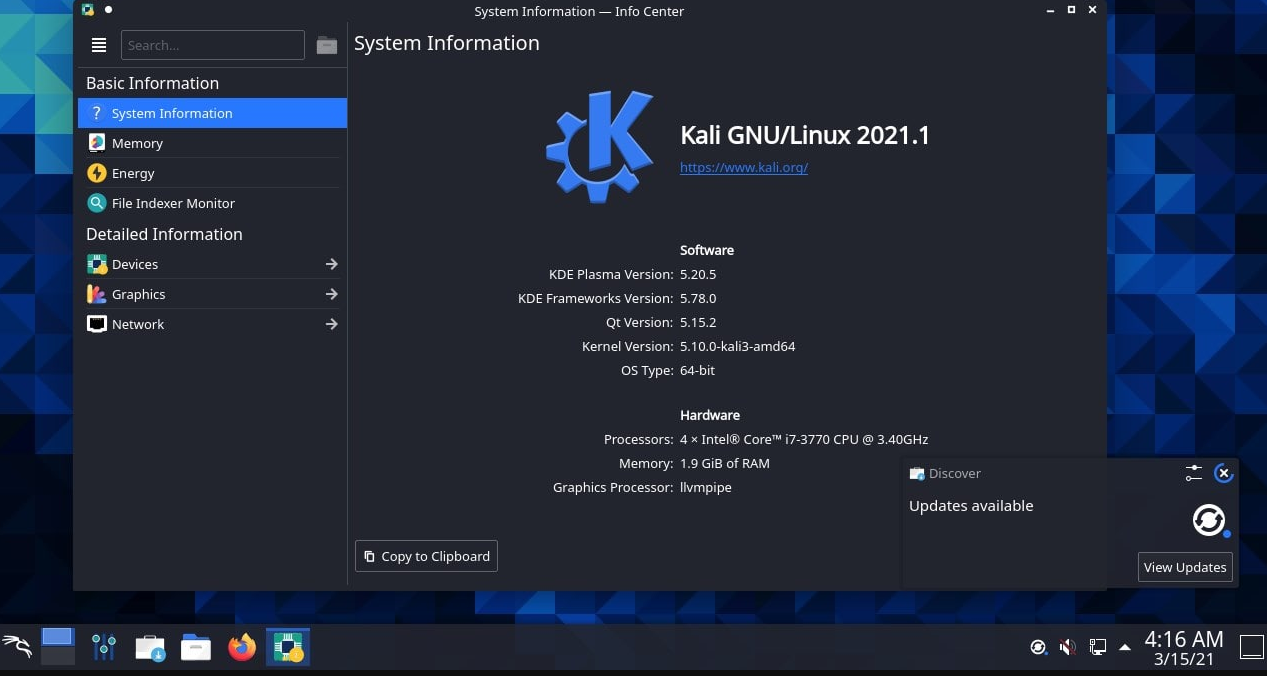 System Information — Info Center
Search...
System Information
Basic Information
? System Information
Memory
Energy
File Indexer Monitor
Detailed Information
Devices
Graphics
Network
Kali GNU/Linux 2021.1
https://www.kali.org/
Software
KDE Plasma Version: 5.20.5
KDE Frameworks Version: 5.78.0
Qt Version: 5.15.2
Kernel Version: 5.10.0-kali3-amd64
OS Type: 64-bit
Hardware
Processors: 4 × Intel® Core™ i7-3770 CPU @ 3.40GHz
Memory: 1.9 GiB of RAM
Graphics Processor: llvmpipe
Copy to Clipboard
Discover
Updates available
View Updates
4:16 AM
3/15/21